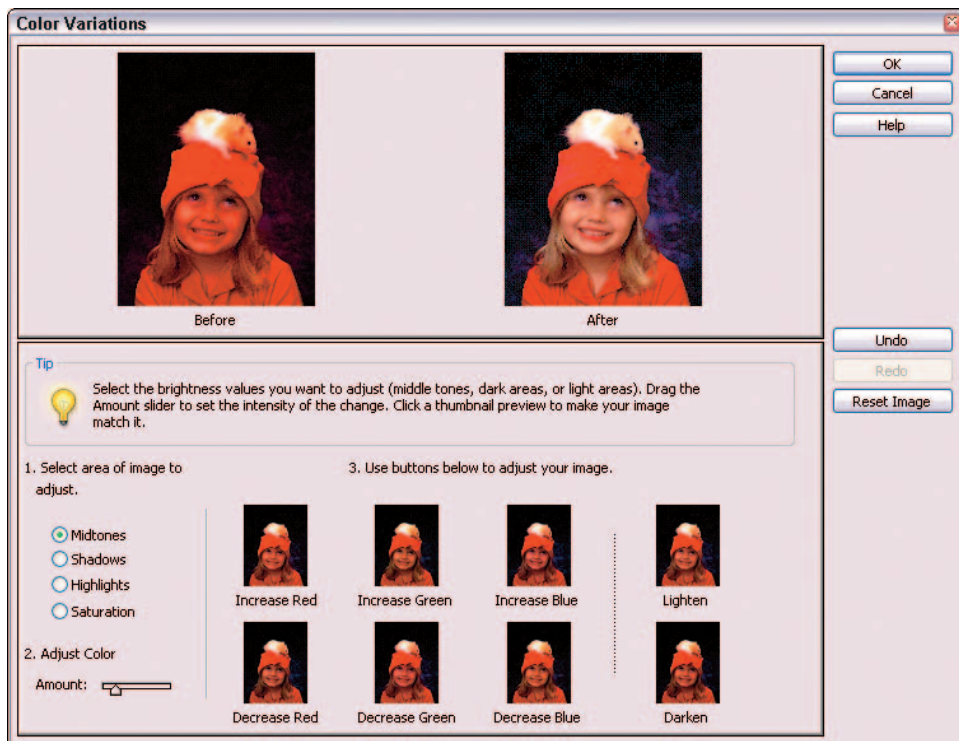 Color Variations
OK
Cancel
Help
Before
After
Undo
Redo
Reset Image
Tip
Select the brightness values you want to adjust (middle tones, dark areas, or light areas). Drag the
Amount slider to set the intensity of the change. Click a thumbnail preview to make your image
match it.
1. Select area of image to
adjust.
3. Use buttons below to adjust your image.
Midtones
Shadows
Highlights
Saturation
Increase Red
Increase Green
Increase Blue
Lighten
2. Adjust Color
Amount:
Decrease Red
Decrease Green
Decrease Blue
Darken